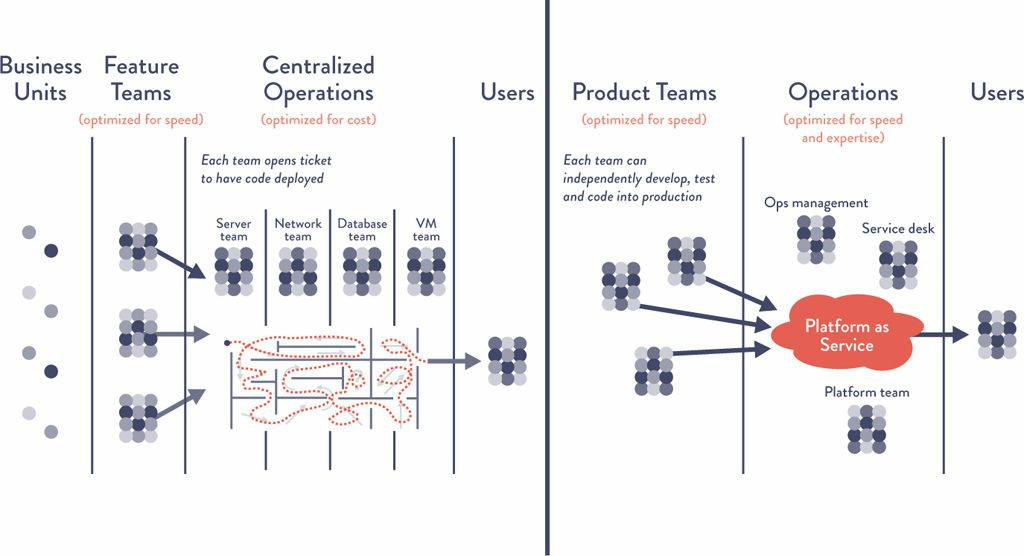 Business
Units
Feature
Teams
(optimized for speed)
Centralized
Operations
(optimized for cost)
Users
Each team opens ticket
to have code deployed
Server
team
Network
team
Database
team
VM
team
Product Teams
(optimized for speed)
Operations
(optimized for speed
and expertise)
Users
Each team can
independently develop, test
and code into production
Ops management
Service desk
Platform as
Service
Platform team